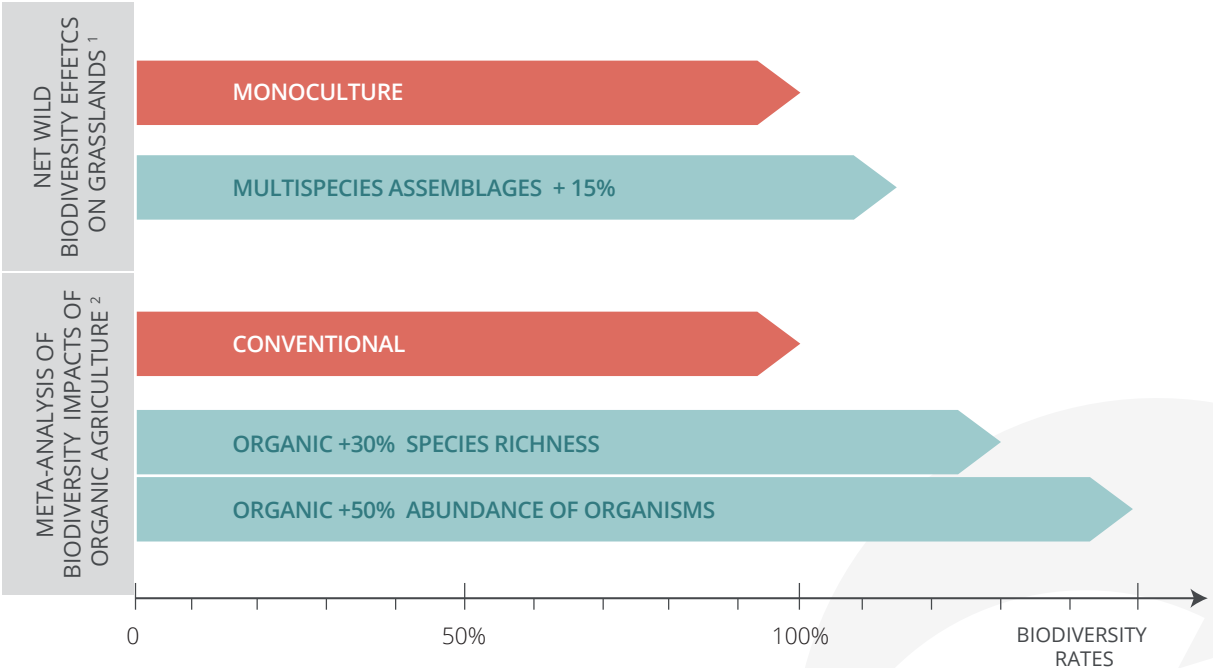 NET WILD
BIODIVERSITY EFFETCS
ON GRASSLANDS ¹
MONOCULTURE
MULTISPECIES ASSEMBLAGES + 15%
META-ANALYSIS OF
BIODIVERSITY IMPACTS OF
ORGANIC AGRICULTURE ²
CONVENTIONAL
ORGANIC +30% SPECIES RICHNESS
ORGANIC +50% ABUNDANCE OF ORGANISMS
0
50%
100%
BIODIVERSITY
RATES